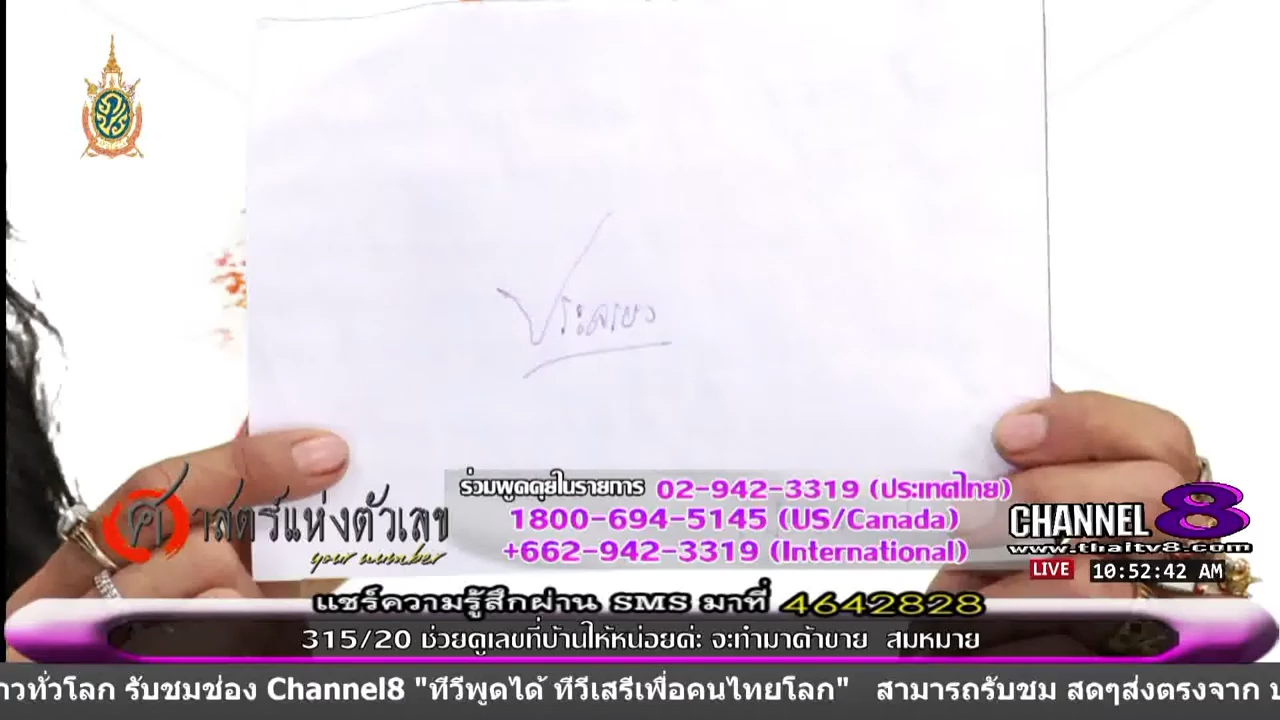 ศาสตร์แห่งตัวเลข
your number
ร่วมพูดคุยในรายการ 02-942-3319 (ประเทศไทย)
1800-694-5145 (US/Canada)
+662-942-3319 (International)
CHANNEL 8
www.thaitv8.com
LIVE 10:52:42 AM
แชร์ความรู้สึกผ่าน SMS มาที่ 4642828
315/20 ช่วยดูเลขที่บ้านให้หน่อยค่ะ จะทำมาค้าขาย สมหมาย
าวทั่วโลก รับชมช่อง Channel8 "ทีวีพูดได้ ทีวีเสรีเพื่อคนไทยโลก" สามารถรับชม สดๆส่งตรงจาก